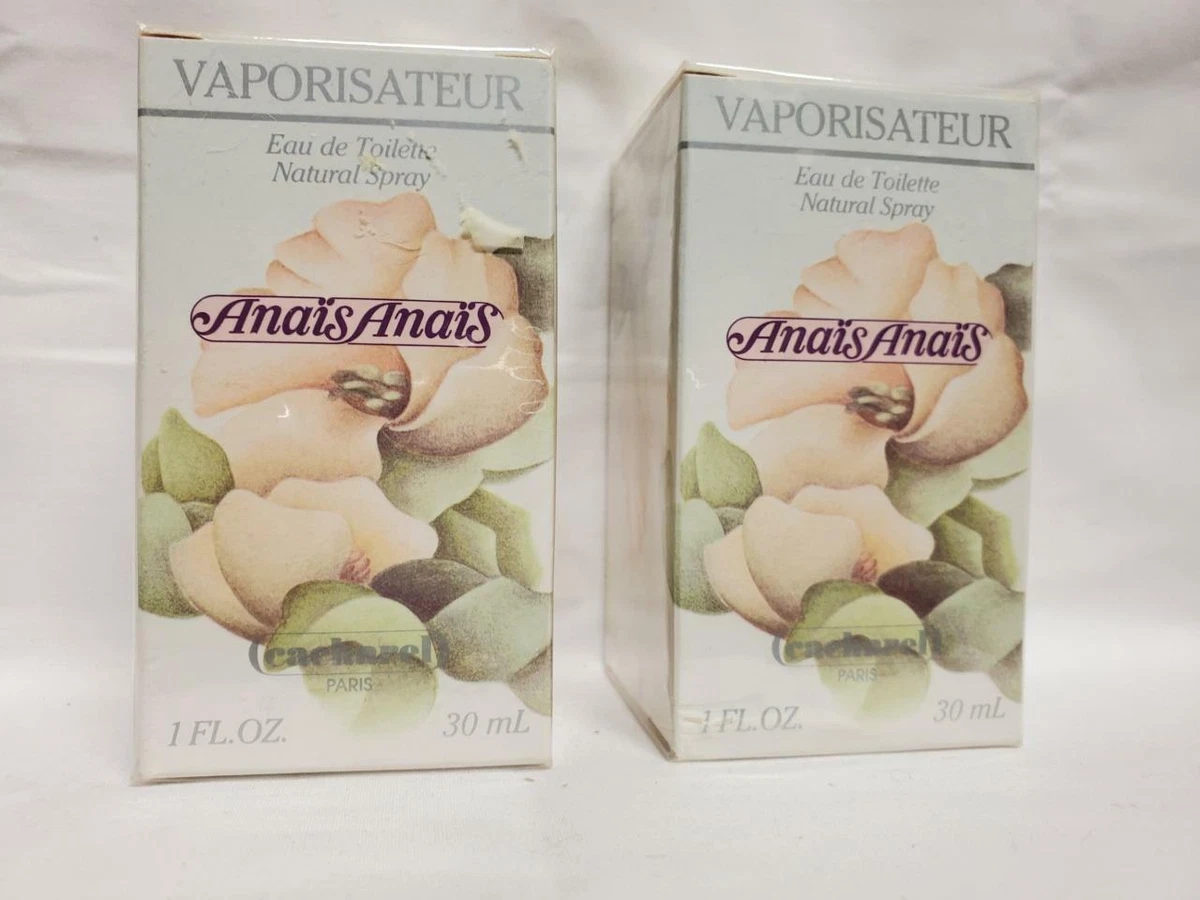 VAPORISATEUR
Eau de Toilette
Natural Spray
Anaïs Anaïs
(cacharel)
PARIS
1 FL.OZ.
30 mL
VAPORISATEUR
Eau de Toilette
Natural Spray
Anaïs Anaïs
(cacharel)
PARIS
1 FL.OZ.
30 mL